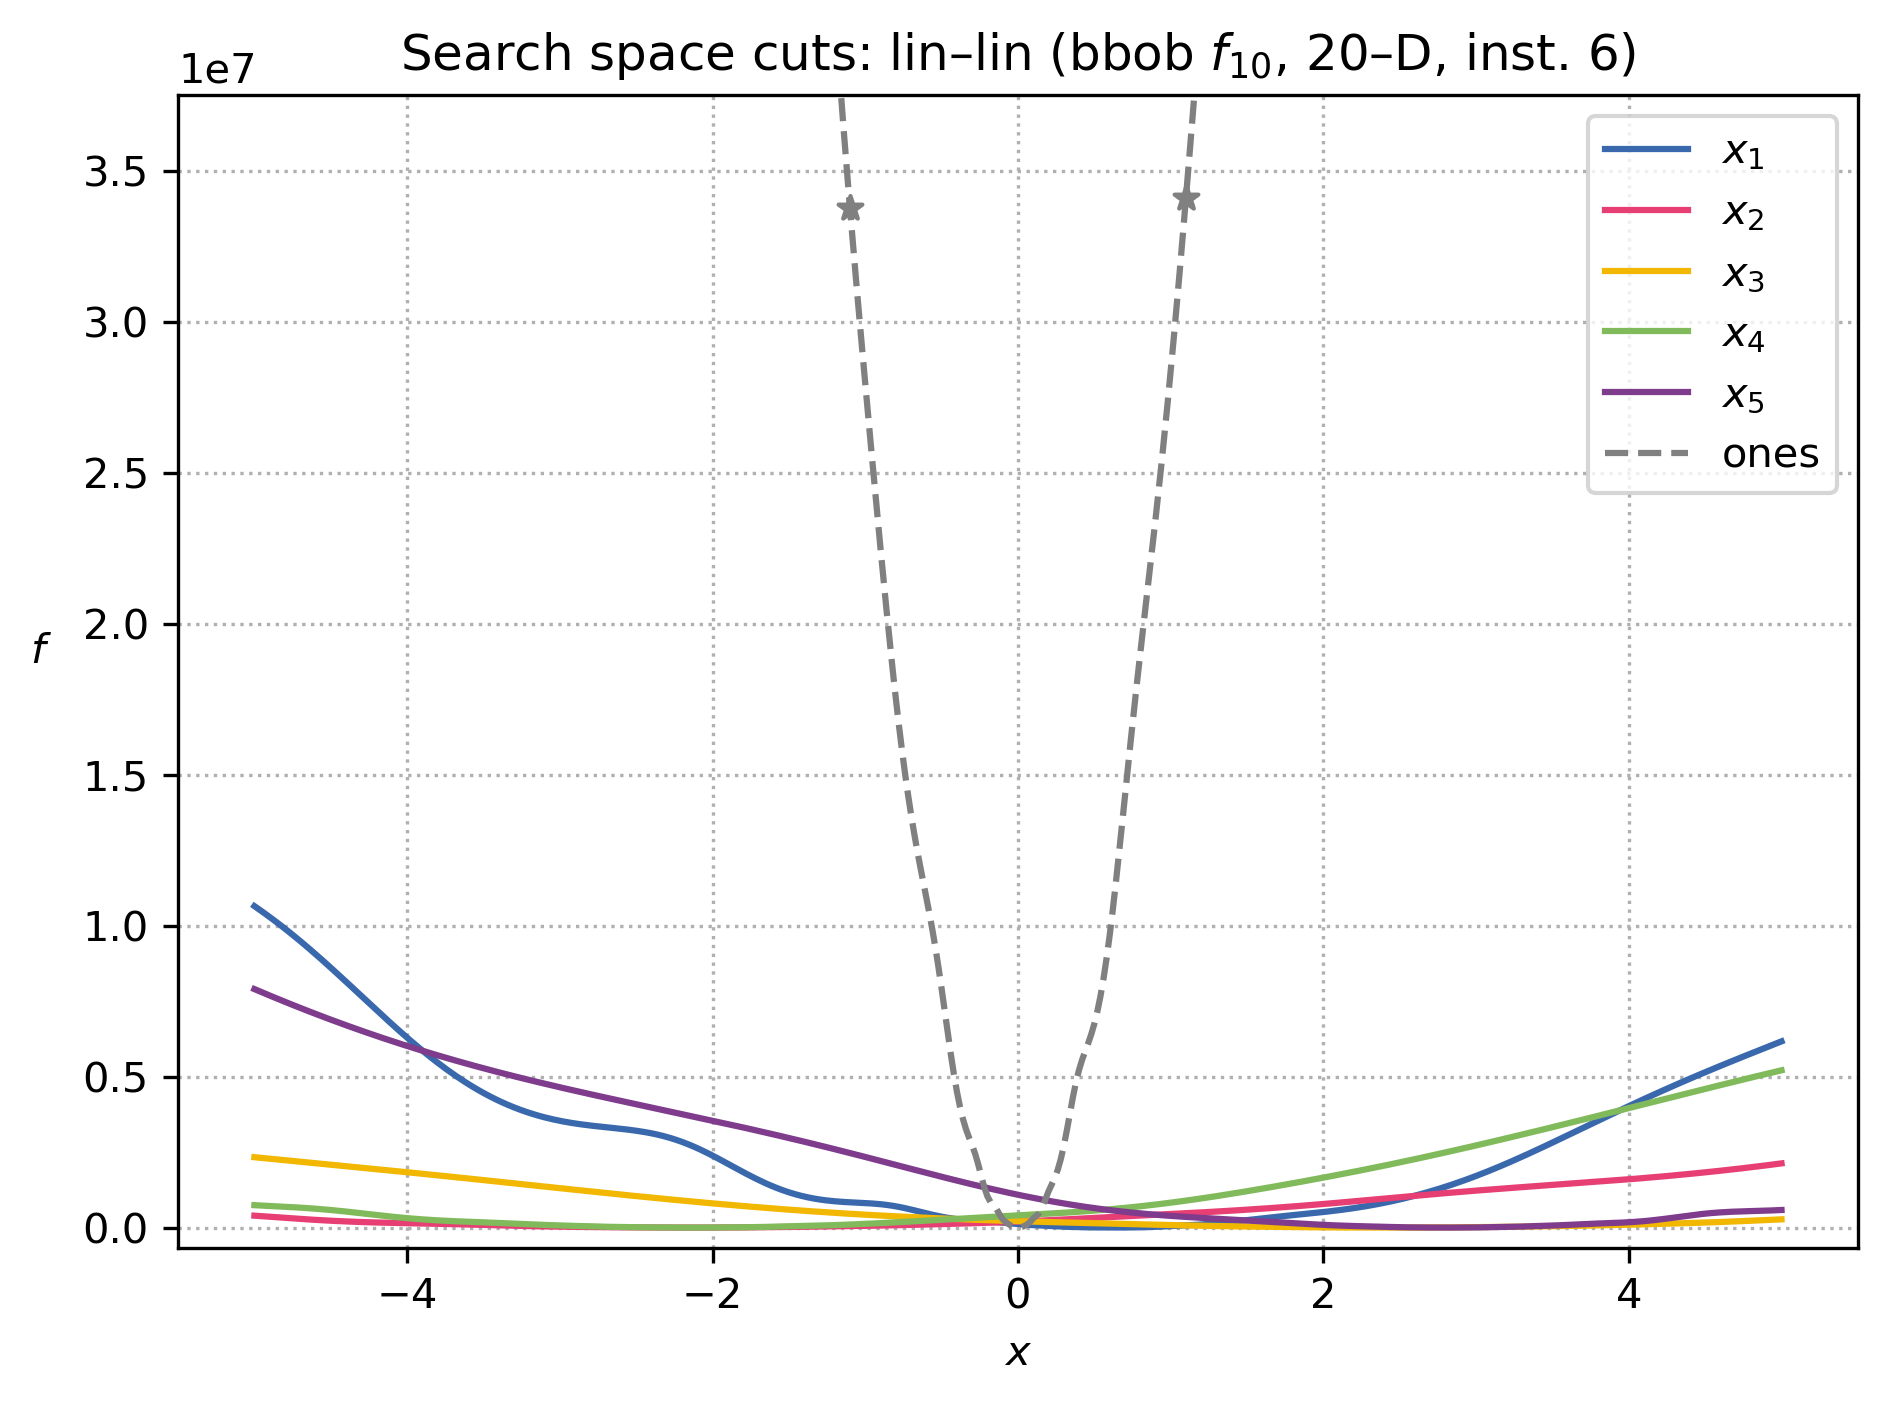 Search space cuts: lin–lin (bbob f₁₀, 20–D, inst. 6)
1e7
3.5
3.0
2.5
2.0
1.5
1.0
0.5
0.0
f
−4
−2
0
2
4
x
x₁
x₂
x₃
x₄
x₅
ones